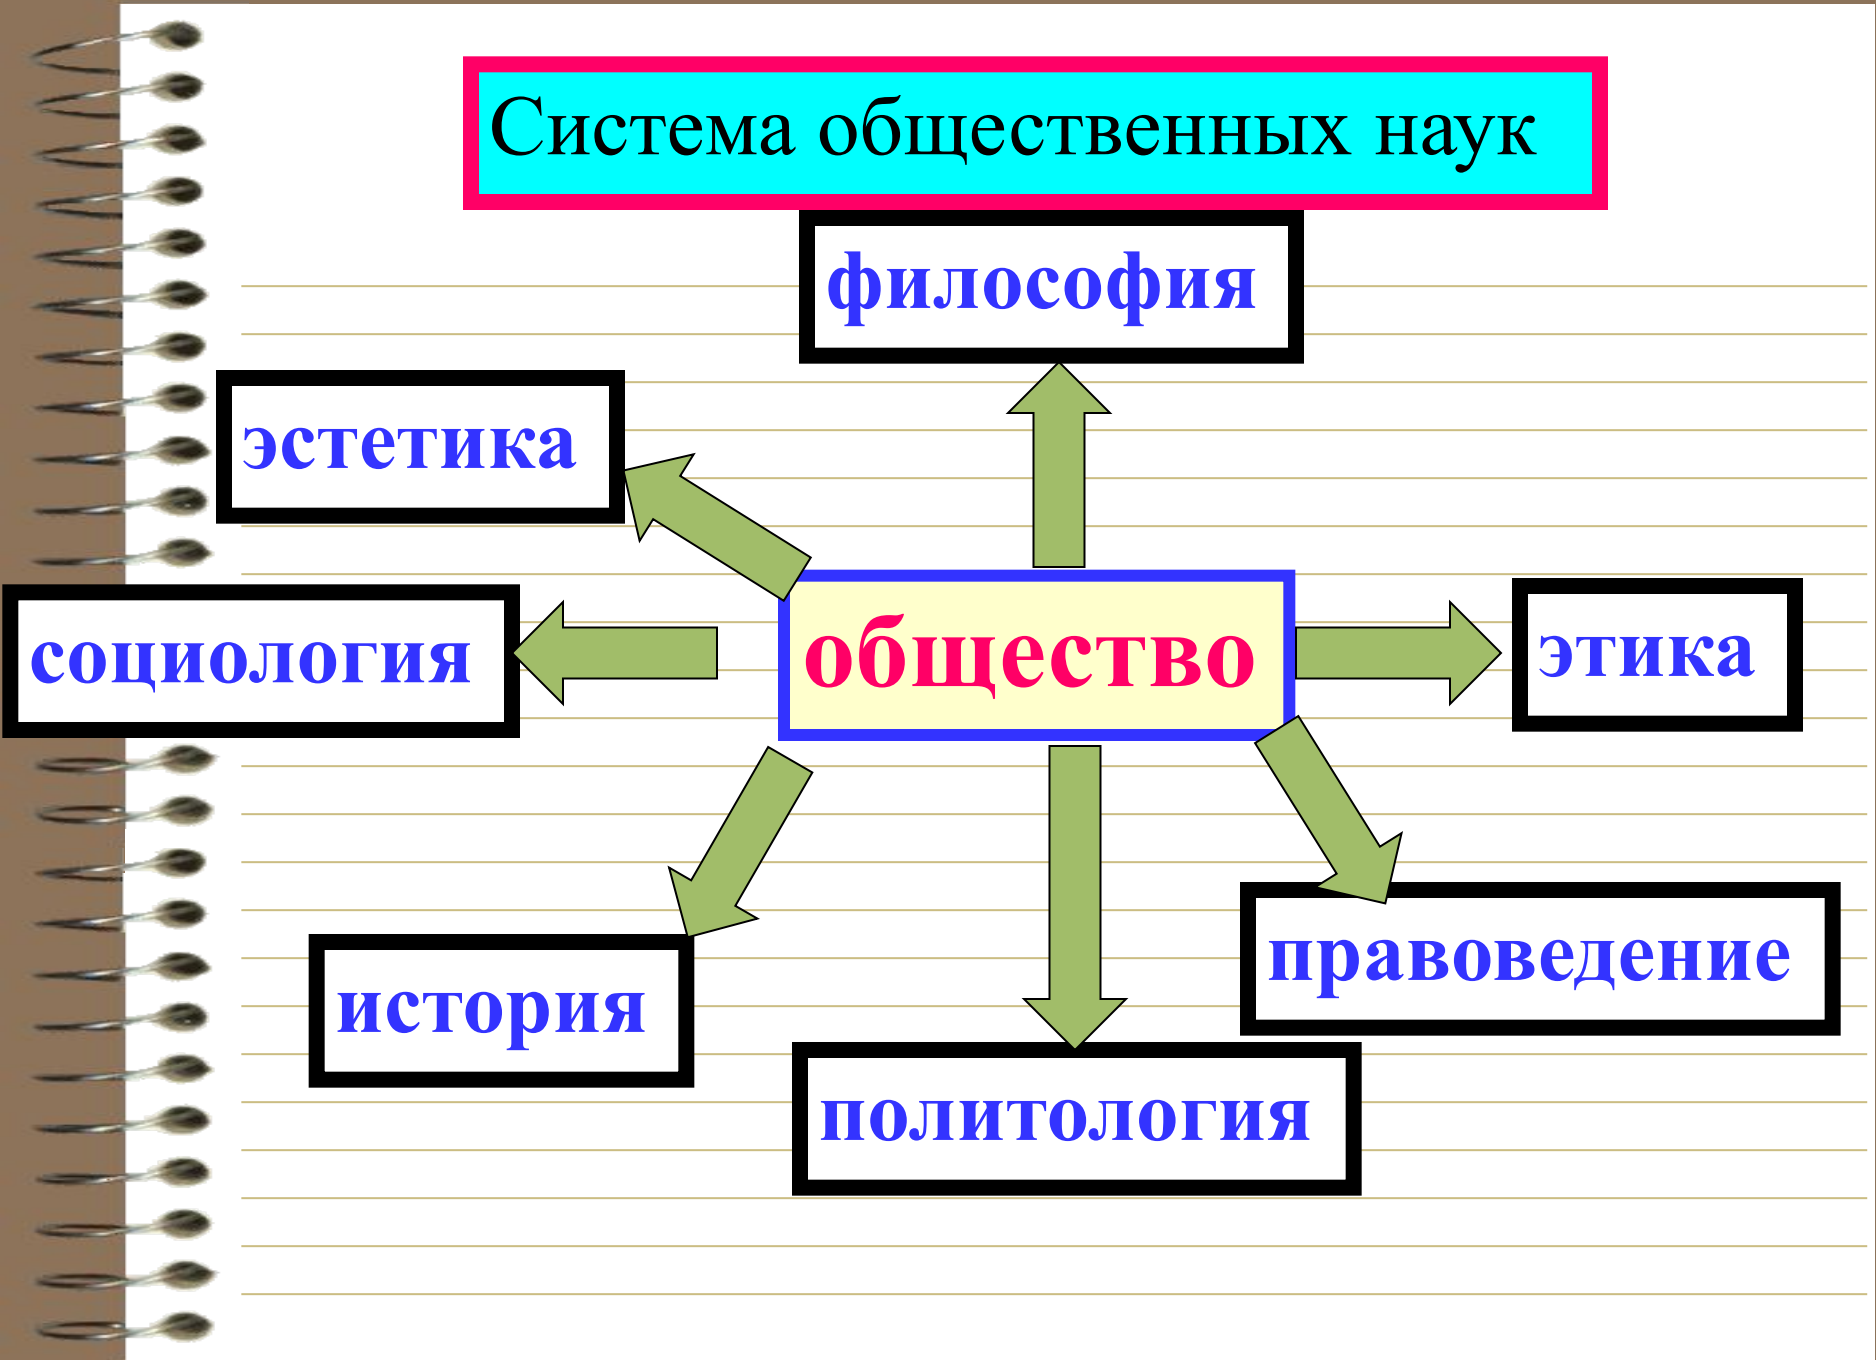 Система общественных наук
философия
эстетика
социология
общество
этика
история
правоведение
политология